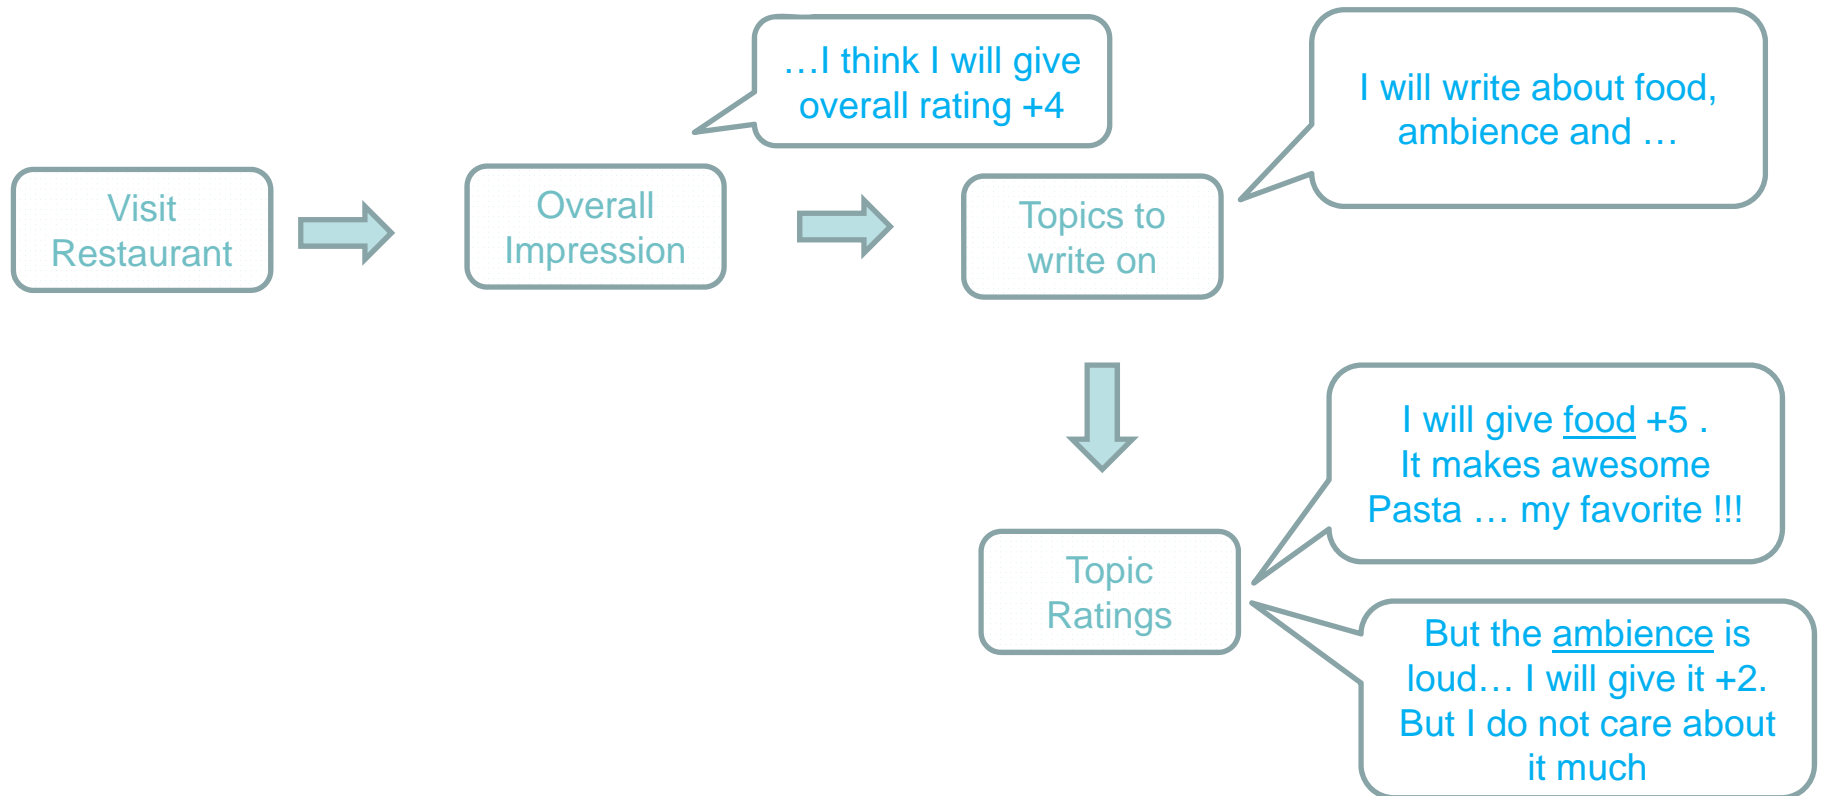 …I think I will give
overall rating +4
I will write about food,
ambience and …
Visit
Restaurant
Overall
Impression
Topics to
write on
I will give food +5 .
It makes awesome
Pasta … my favorite !!!
Topic
Ratings
But the ambience is
loud… I will give it +2.
But I do not care about
it much